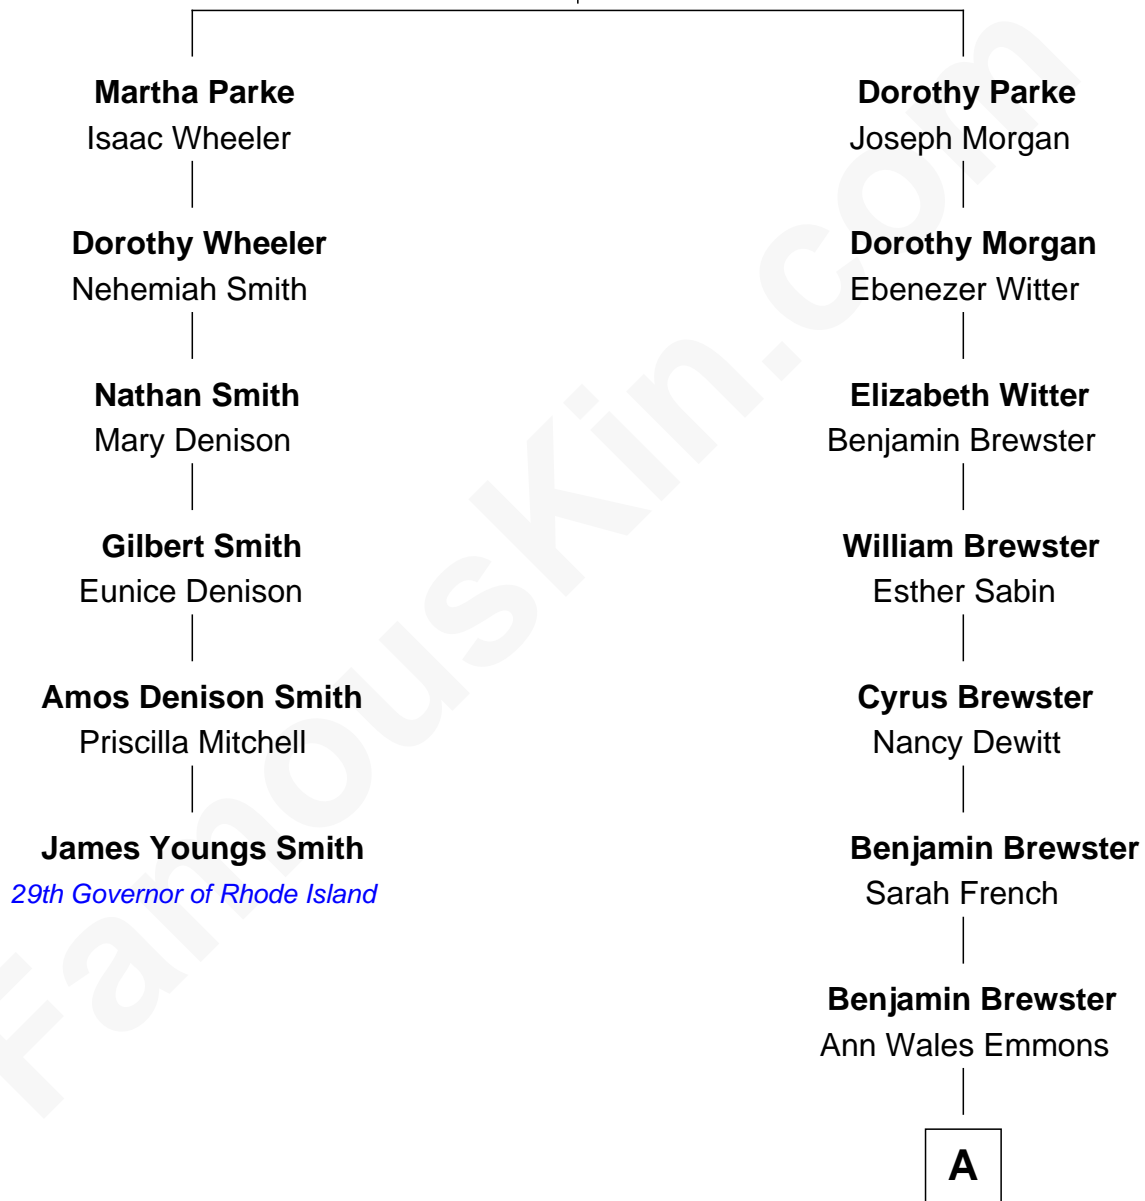 Martha Parke
Isaac Wheeler
Dorothy Wheeler
Nehemiah Smith
Nathan Smith
Mary Denison
Gilbert Smith
Eunice Denison
Amos Denison Smith
Priscilla Mitchell
James Youngs Smith
29th Governor of Rhode Island
Dorothy Parke
Joseph Morgan
Dorothy Morgan
Ebenezer Witter
Elizabeth Witter
Benjamin Brewster
William Brewster
Esther Sabin
Cyrus Brewster
Nancy Dewitt
Benjamin Brewster
Sarah French
Benjamin Brewster
Ann Wales Emmons
A
FamousKin.com